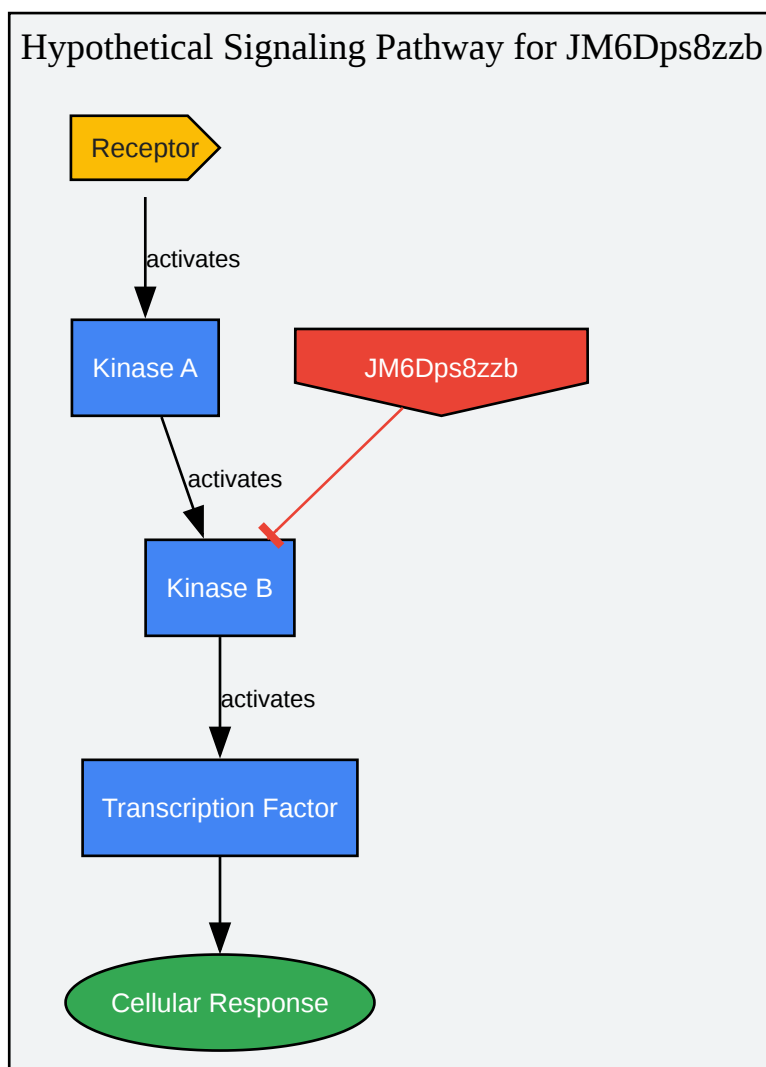 Hypothetical Signaling Pathway for JM6Dps8zzb
Receptor
activates
Kinase A
JM6Dps8zzb
activates
Kinase B
activates
Transcription Factor
Cellular Response